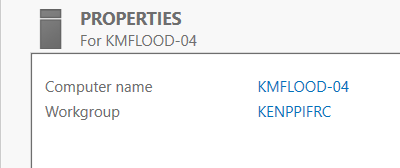 PROPERTIES
For KMFLOOD-04
Computer name KMFLOOD-04
Workgroup KENPPIFRC